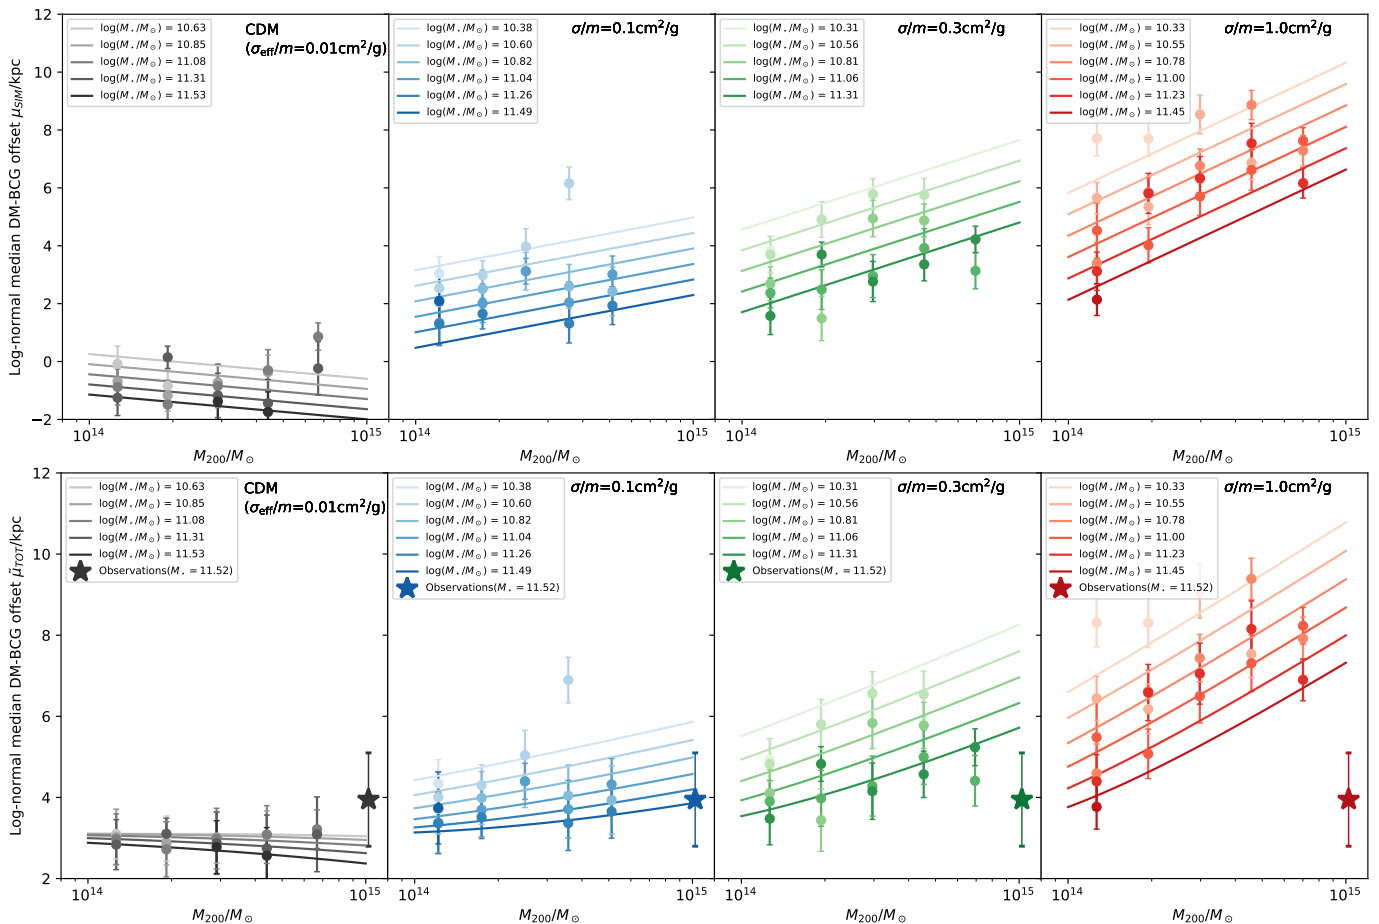 12
10
8
6
4
2
0
−2
Log-normal median DM-BCG offset μ_SIM/kpc
log(M⋆/M⊙) = 10.63
log(M⋆/M⊙) = 10.85
log(M⋆/M⊙) = 11.08
log(M⋆/M⊙) = 11.31
log(M⋆/M⊙) = 11.53
CDM
(σeff/m=0.01cm²/g)
log(M⋆/M⊙) = 10.38
log(M⋆/M⊙) = 10.60
log(M⋆/M⊙) = 10.82
log(M⋆/M⊙) = 11.04
log(M⋆/M⊙) = 11.26
log(M⋆/M⊙) = 11.49
σ/m=0.1cm²/g
log(M⋆/M⊙) = 10.31
log(M⋆/M⊙) = 10.56
log(M⋆/M⊙) = 10.81
log(M⋆/M⊙) = 11.06
log(M⋆/M⊙) = 11.31
σ/m=0.3cm²/g
log(M⋆/M⊙) = 10.33
log(M⋆/M⊙) = 10.55
log(M⋆/M⊙) = 10.78
log(M⋆/M⊙) = 11.00
log(M⋆/M⊙) = 11.23
log(M⋆/M⊙) = 11.45
σ/m=1.0cm²/g
10¹⁴ 10¹⁵ 10¹⁴ 10¹⁵ 10¹⁴ 10¹⁵ 10¹⁴ 10¹⁵
M₂₀₀/M⊙ M₂₀₀/M⊙ M₂₀₀/M⊙ M₂₀₀/M⊙
12
10
8
6
4
2
Log-normal median DM-BCG offset μ̃_TOT/kpc
log(M⋆/M⊙) = 10.63
log(M⋆/M⊙) = 10.85
log(M⋆/M⊙) = 11.08
log(M⋆/M⊙) = 11.31
log(M⋆/M⊙) = 11.53
Observations(M⋆ = 11.52)
CDM
(σeff/m=0.01cm²/g)
log(M⋆/M⊙) = 10.38
log(M⋆/M⊙) = 10.60
log(M⋆/M⊙) = 10.82
log(M⋆/M⊙) = 11.04
log(M⋆/M⊙) = 11.26
log(M⋆/M⊙) = 11.49
Observations(M⋆ = 11.52)
σ/m=0.1cm²/g
log(M⋆/M⊙) = 10.31
log(M⋆/M⊙) = 10.56
log(M⋆/M⊙) = 10.81
log(M⋆/M⊙) = 11.06
log(M⋆/M⊙) = 11.31
Observations(M⋆ = 11.52)
σ/m=0.3cm²/g
log(M⋆/M⊙) = 10.33
log(M⋆/M⊙) = 10.55
log(M⋆/M⊙) = 10.78
log(M⋆/M⊙) = 11.00
log(M⋆/M⊙) = 11.23
log(M⋆/M⊙) = 11.45
Observations(M⋆ = 11.52)
σ/m=1.0cm²/g
10¹⁴ 10¹⁵ 10¹⁴ 10¹⁵ 10¹⁴ 10¹⁵ 10¹⁴ 10¹⁵
M₂₀₀/M⊙ M₂₀₀/M⊙ M₂₀₀/M⊙ M₂₀₀/M⊙